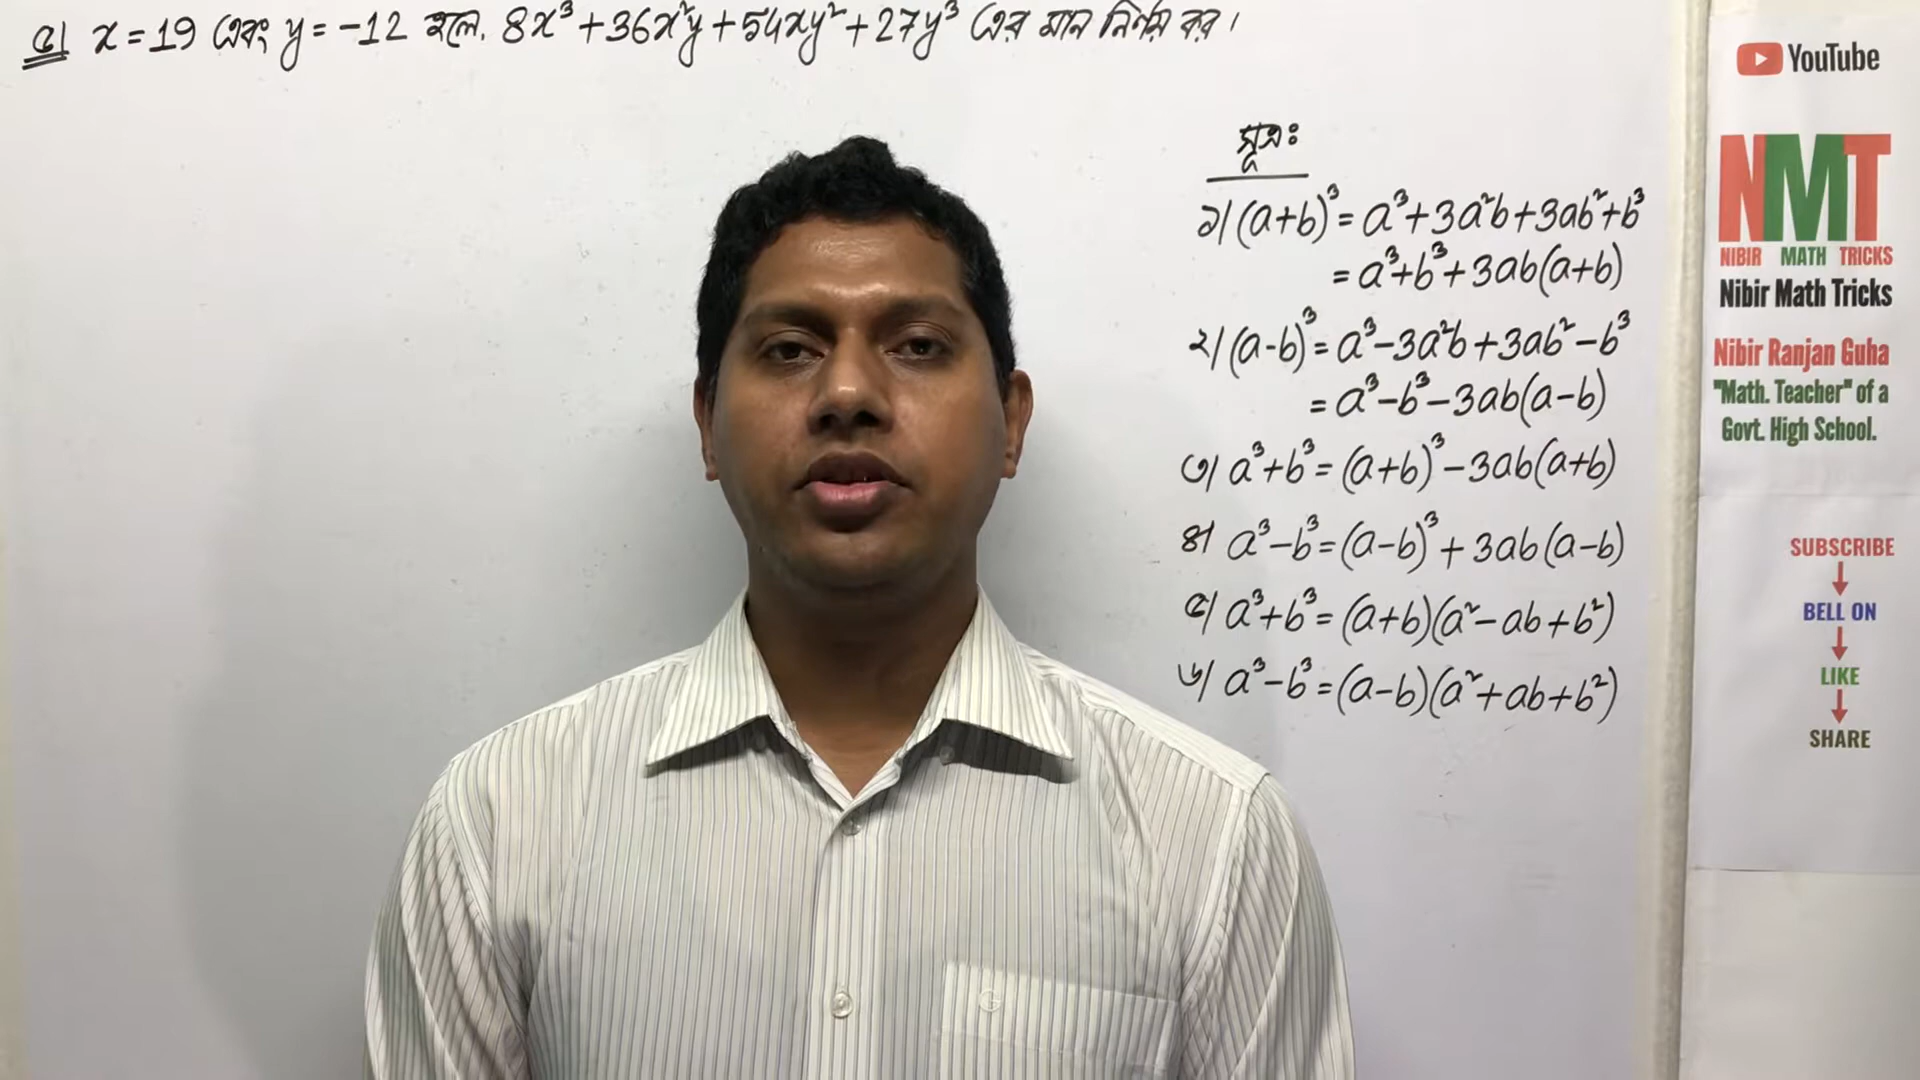 ৫| x=19 এবং y=-12 হলে, 8x³+36x²y+54xy²+27y³ এর মান নির্ণয় কর।
সূত্রঃ
১| (a+b)³=a³+3a²b+3ab²+b³
=a³+b³+3ab(a+b)
২| (a-b)³=a³-3a²b+3ab²-b³
=a³-b³-3ab(a-b)
৩| a³+b³=(a+b)³-3ab(a+b)
৪| a³-b³=(a-b)³+3ab(a-b)
৫| a³+b³=(a+b)(a²-ab+b²)
৬| a³-b³=(a-b)(a²+ab+b²)
YouTube
NMT
NIBIR MATH TRICKS
Nibir Math Tricks
Nibir Ranjan Guha
"Math. Teacher" of a
Govt. High School.
SUBSCRIBE
BELL ON
LIKE
SHARE
G